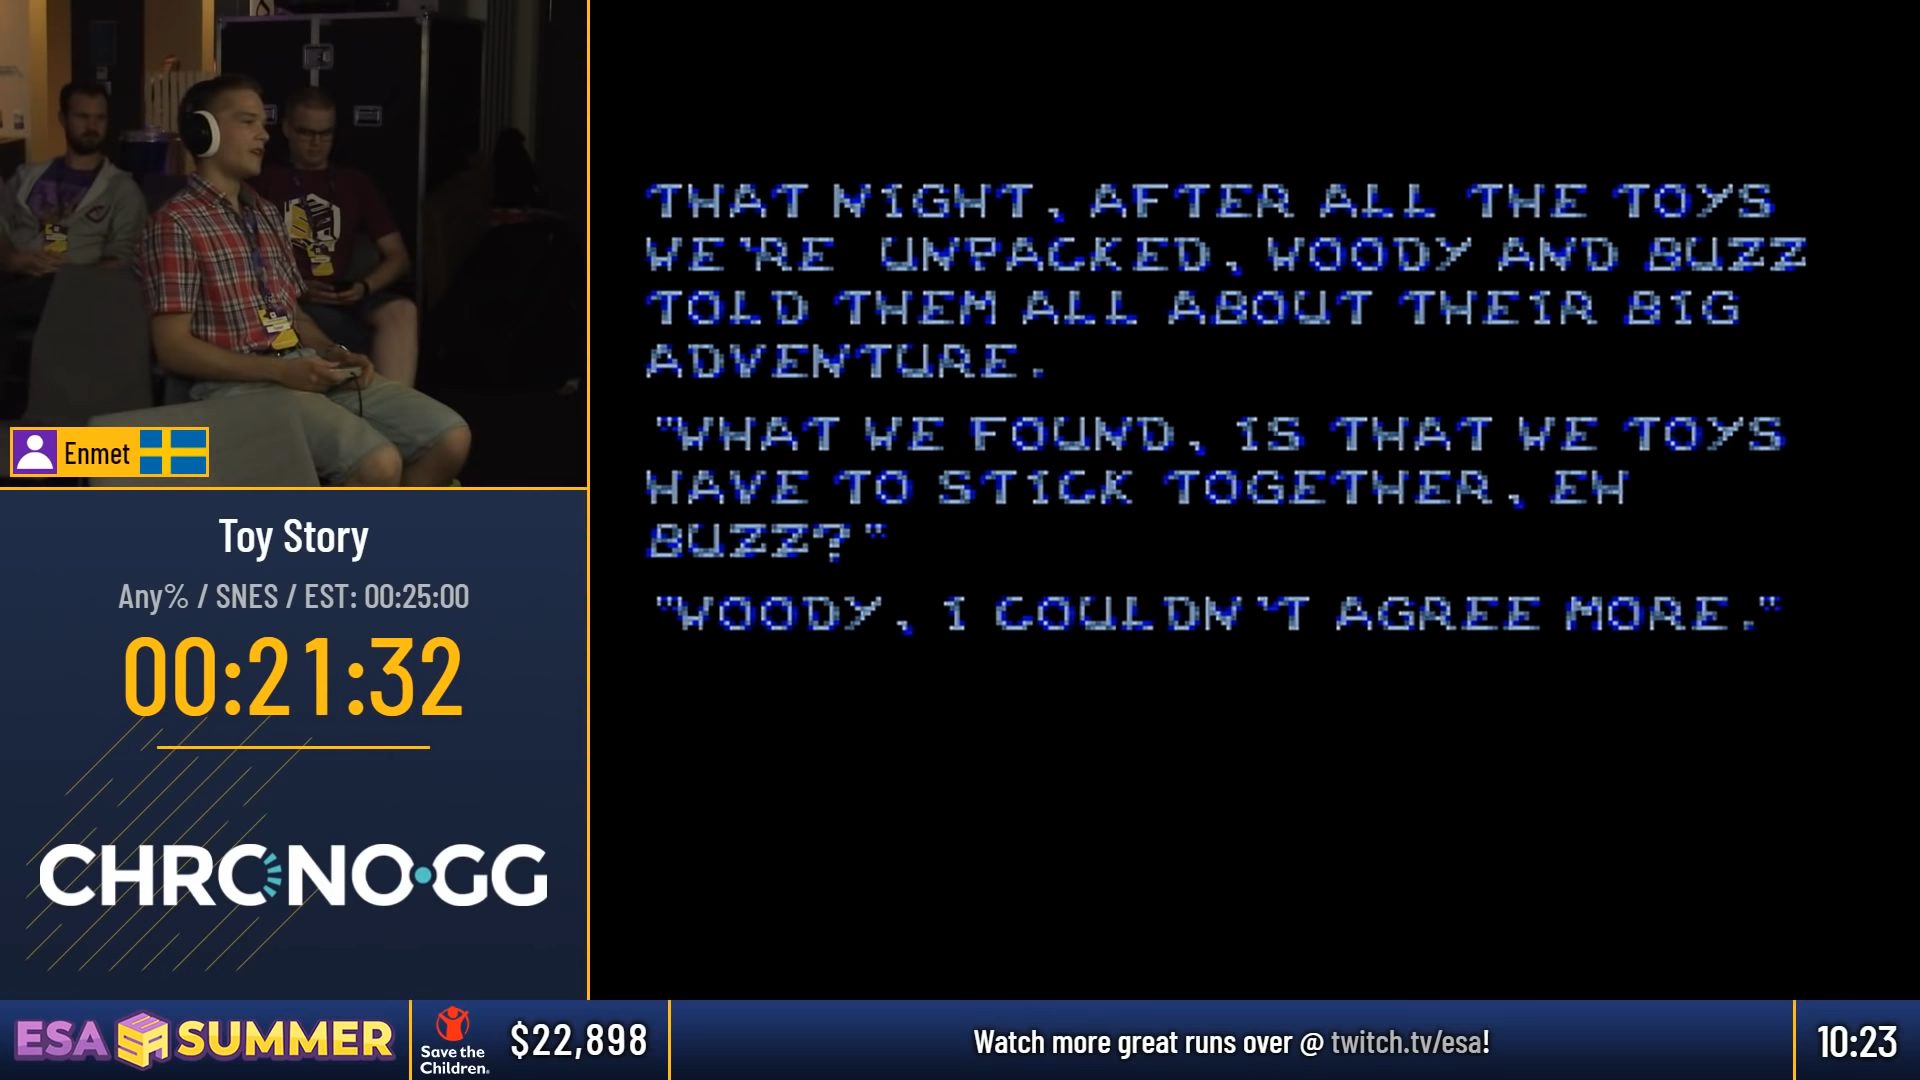 THAT NIGHT, AFTER ALL THE TOYS
WE'RE UNPACKED, WOODY AND BUZZ
TOLD THEM ALL ABOUT THEIR BIG
ADVENTURE.
"WHAT WE FOUND, IS THAT WE TOYS
HAVE TO STICK TOGETHER, EH
BUZZ?"
"WOODY, I COULDN'T AGREE MORE."
Enmet
Toy Story
Any% / SNES / EST: 00:25:00
00:21:32
CHRONO.GG
ESA SUMMER
Save the
Children.
$22,898
Watch more great runs over @ twitch.tv/esa!
10:23